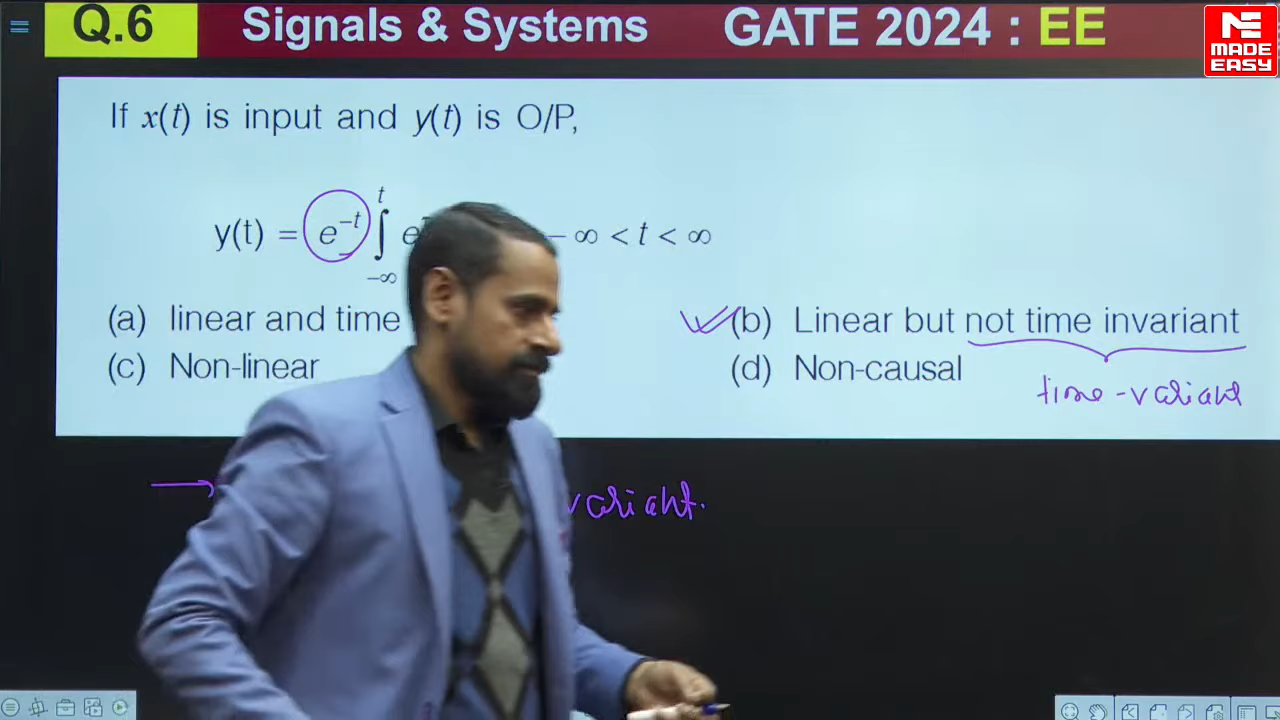 Q.6 Signals & Systems GATE 2024 : EE
MADE EASY
If x(t) is input and y(t) is O/P,
y(t) = e^{-t} ∫_{-∞}^{t} e -∞ < t < ∞
(a) linear and time
(b) Linear but not time invariant
(c) Non-linear
(d) Non-causal
time-variant
variant.